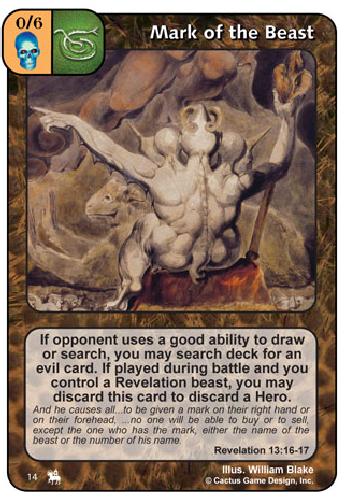 0/6
Mark of the Beast
If opponent uses a good ability to draw
or search, you may search deck for an
evil card. If played during battle and you
control a Revelation beast, you may
discard this card to discard a Hero.
And he causes all...to be given a mark on their right hand or
on their forehead, ...no one will be able to buy or to sell,
except the one who has the mark, either the name of the
beast or the number of his name.
Revelation 13:16-17
Illus. William Blake
14
© Cactus Game Design, Inc.